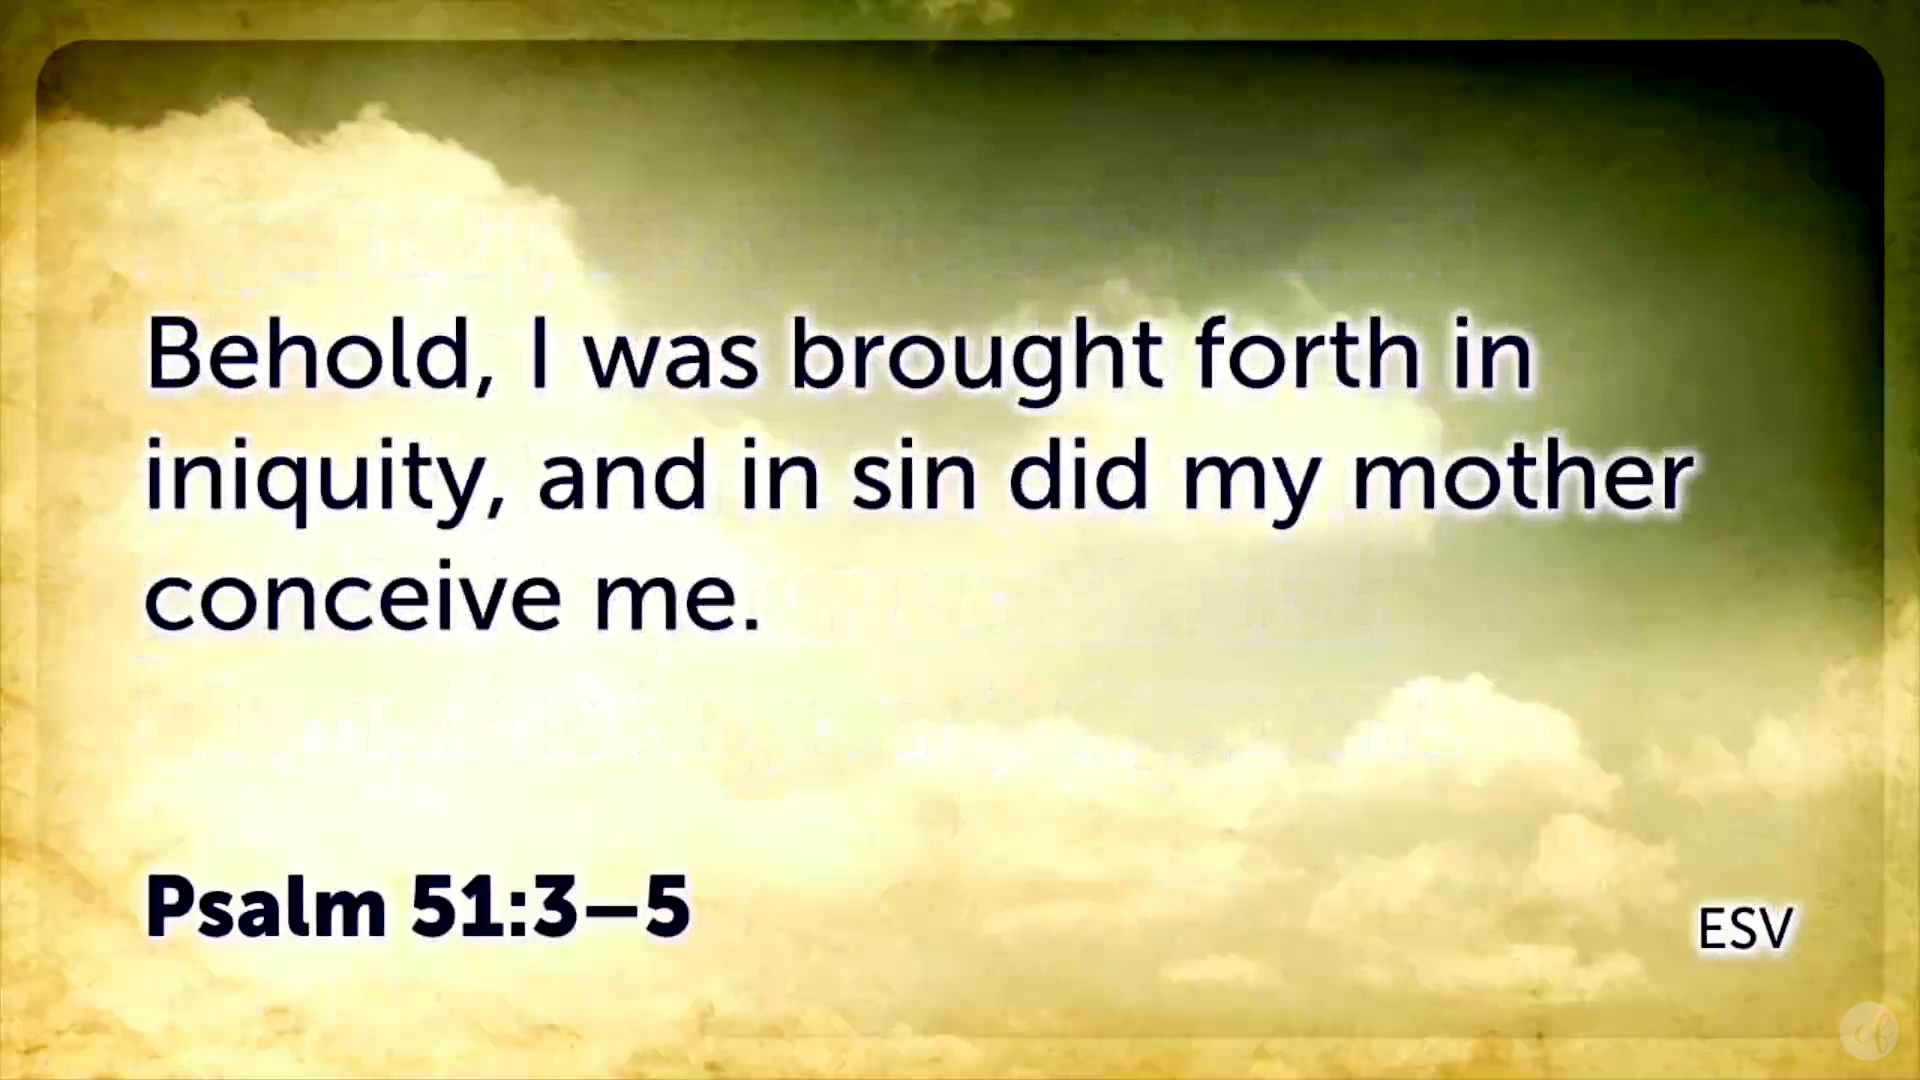 Behold, I was brought forth in
iniquity, and in sin did my mother
conceive me.
Psalm 51:3–5
ESV